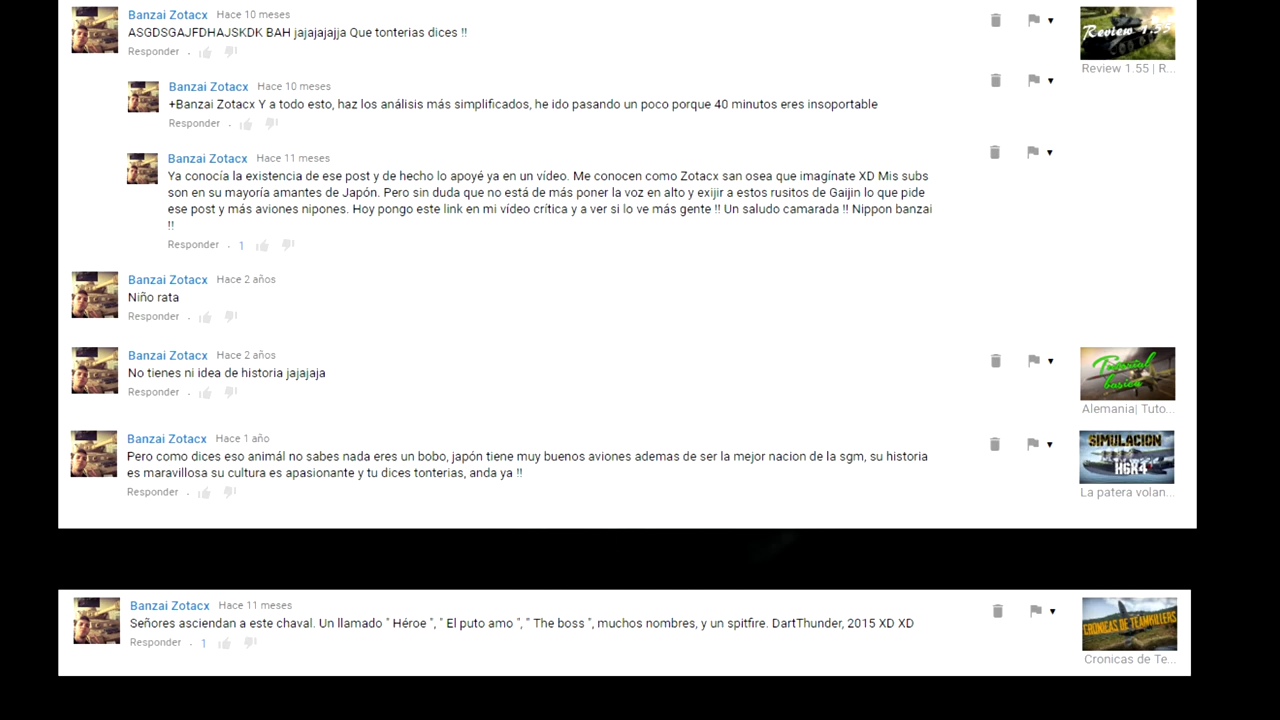 Banzai Zotacx Hace 10 meses
ASGDSGAJFDHAJSKDK BAH jajajajjja Que tonterias dices !!
Responder .
Review 1.55
Review 1.55 | R...
Banzai Zotacx Hace 10 meses
+Banzai Zotacx Y a todo esto, haz los análisis más simplificados, he ido pasando un poco porque 40 minutos eres insoportable
Responder .
Banzai Zotacx Hace 11 meses
Ya conocía la existencia de ese post y de hecho lo apoyé ya en un vídeo. Me conocen como Zotacx san osea que imagínate XD Mis subs
son en su mayoría amantes de Japón. Pero sin duda que no está de más poner la voz en alto y exijir a estos rusitos de Gaijin lo que pide
ese post y más aviones nipones. Hoy pongo este link en mi vídeo crítica y a ver si lo ve más gente !! Un saludo camarada !! Nippon banzai
!!
Responder . 1
Banzai Zotacx Hace 2 años
Niño rata
Responder .
Banzai Zotacx Hace 2 años
No tienes ni idea de historia jajajaja
Responder .
Tutorial
basico
Alemania| Tuto...
Banzai Zotacx Hace 1 año
Pero como dices eso animál no sabes nada eres un bobo, japón tiene muy buenos aviones ademas de ser la mejor nacion de la sgm, su historia
es maravillosa su cultura es apasionante y tu dices tonterias, anda ya !!
Responder .
SIMULACION
H6K4
La patera volan...
Banzai Zotacx Hace 11 meses
Señores asciendan a este chaval. Un llamado " Héroe ", " El puto amo ", " The boss ", muchos nombres, y un spitfire. DartThunder, 2015 XD XD
Responder . 1
CRONICAS DE TEAMKILLERS
Cronicas de Te...